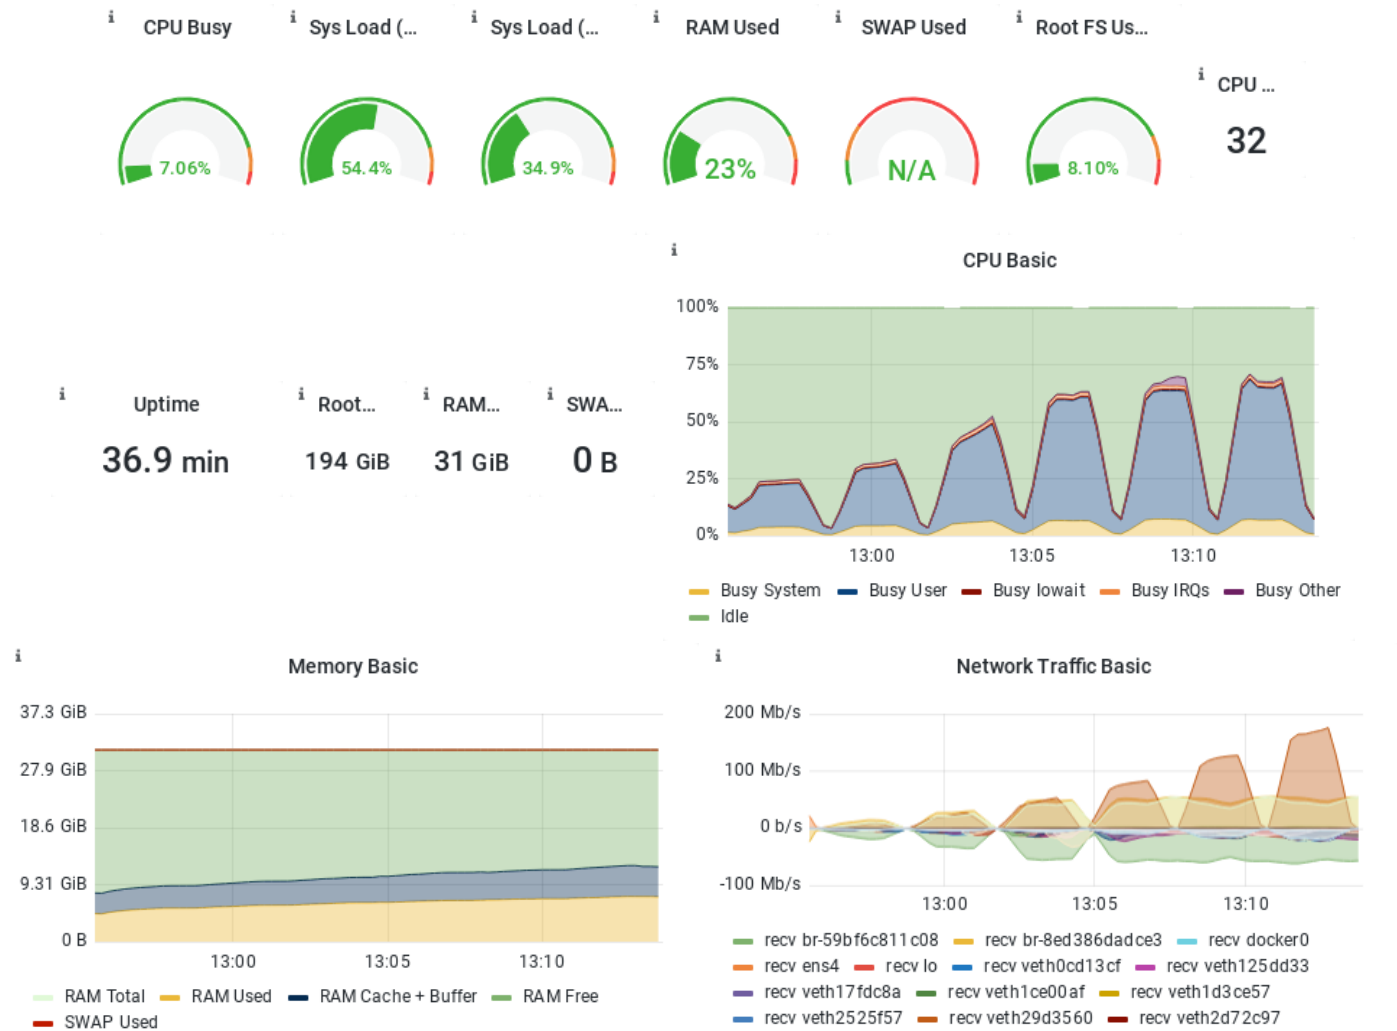 CPU Busy
Sys Load (...
Sys Load (...
RAM Used
SWAP Used
Root FS Us...
CPU ...
7.06%
54.4%
34.9%
23%
N/A
8.10%
32
CPU Basic
100%
75%
50%
25%
0%
13:00 13:05 13:10
Busy System Busy User Busy Iowait Busy IRQs Busy Other
Idle
Uptime
36.9 min
Root...
194 GiB
RAM...
31 GiB
SWA...
0 B
Memory Basic
37.3 GiB
27.9 GiB
18.6 GiB
9.31 GiB
0 B
13:00 13:05 13:10
RAM Total RAM Used RAM Cache + Buffer RAM Free
SWAP Used
Network Traffic Basic
200 Mb/s
100 Mb/s
0 b/s
-100 Mb/s
13:00 13:05 13:10
recv br-59bf6c811c08 recv br-8ed386dadce3 recv docker0
recv ens4 recv lo recv veth0cd13cf recv veth125dd33
recv veth17fdc8a recv veth1ce00af recv veth1d3ce57
recv veth2525f57 recv veth29d3560 recv veth2d72c97